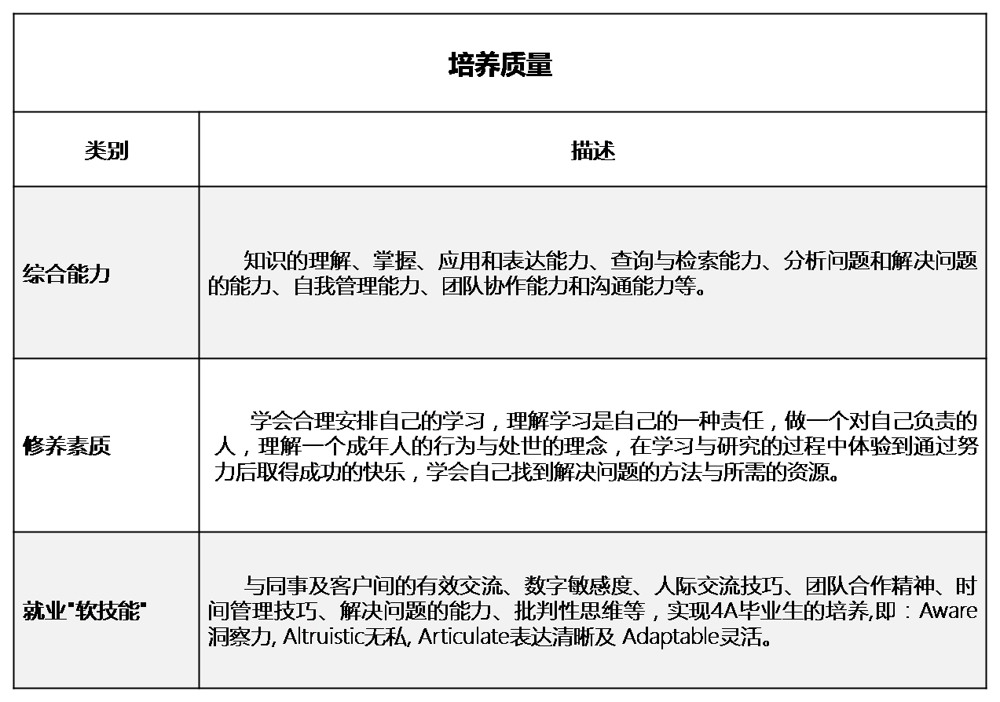 培养质量
类别
描述
综合能力
知识的理解、掌握、应用和表达能力、查询与检索能力、分析问题和解决问题
的能力、自我管理能力、团队协作能力和沟通能力等。
修养素质
学会合理安排自己的学习，理解学习是自己的一种责任，做一个对自己负责的
人，理解一个成年人的行为与处世的理念，在学习与研究的过程中体验到通过努
力后取得成功的快乐，学会自己找到解决问题的方法与所需的资源。
就业"软技能"
与同事及客户间的有效交流、数字敏感度、人际交流技巧、团队合作精神、时
间管理技巧、解决问题的能力、批判性思维等，实现4A毕业生的培养,即：Aware
洞察力, Altruistic无私, Articulate表达清晰及 Adaptable灵活。